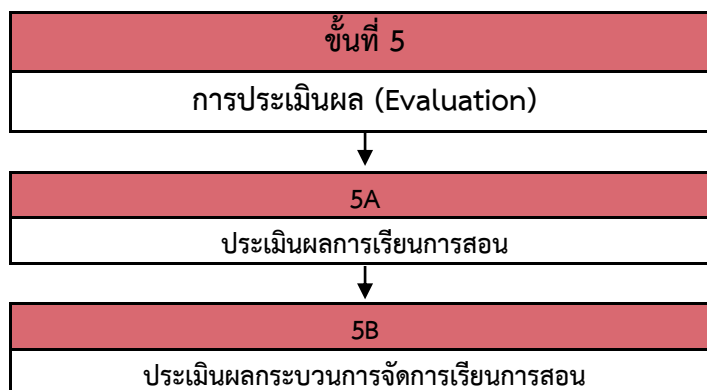 ขั้นที่ 5
การประเมินผล (Evaluation)
5A
ประเมินผลการเรียนการสอน
5B
ประเมินผลกระบวนการจัดการเรียนการสอน